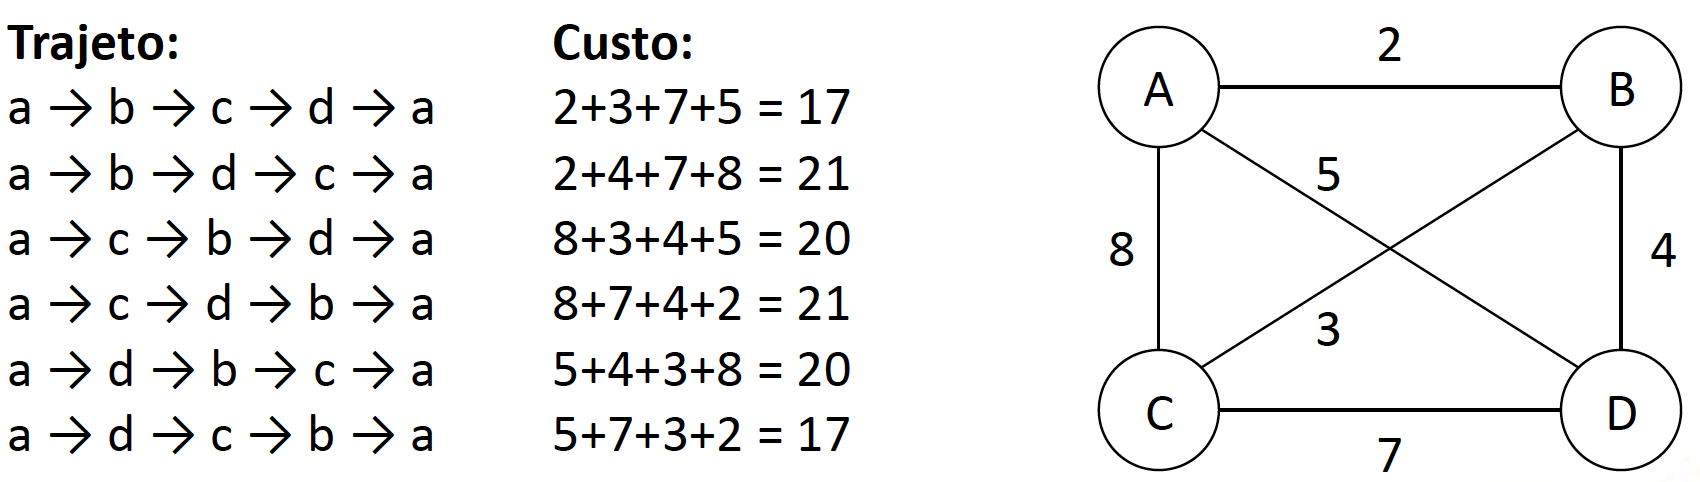 Trajeto:
a → b → c → d → a
a → b → d → c → a
a → c → b → d → a
a → c → d → b → a
a → d → b → c → a
a → d → c → b → a
Custo:
2+3+7+5 = 17
2+4+7+8 = 21
8+3+4+5 = 20
8+7+4+2 = 21
5+4+3+8 = 20
5+7+3+2 = 17
2
A
B
5
8
4
3
C
D
7